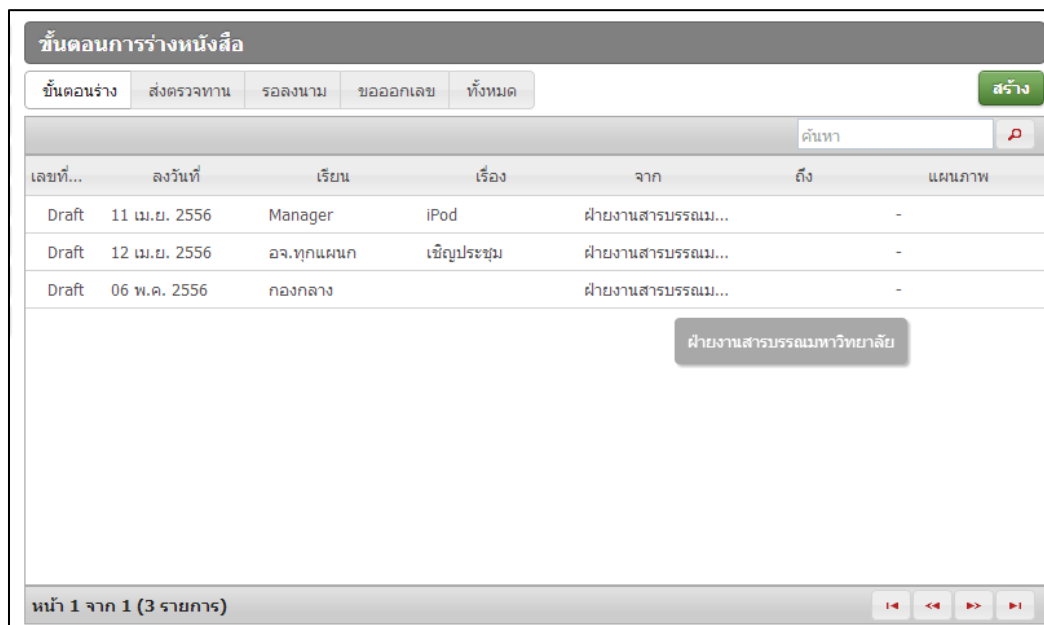 ขั้นตอนการร่างหนังสือ
ขั้นตอนร่าง ส่งตรวจทาน รอลงนาม ขอออกเลข ทั้งหมด สร้าง
ค้นหา
เลขที่... ลงวันที่ เรียน เรื่อง จาก ถึง แผนภาพ
Draft 11 เม.ย. 2556 Manager iPod ฝ่ายงานสารบรรณม... -
Draft 12 เม.ย. 2556 อจ.ทุกแผนก เชิญประชุม ฝ่ายงานสารบรรณม... -
Draft 06 พ.ค. 2556 กองกลาง ฝ่ายงานสารบรรณม... -
ฝ่ายงานสารบรรณมหาวิทยาลัย
หน้า 1 จาก 1 (3 รายการ)